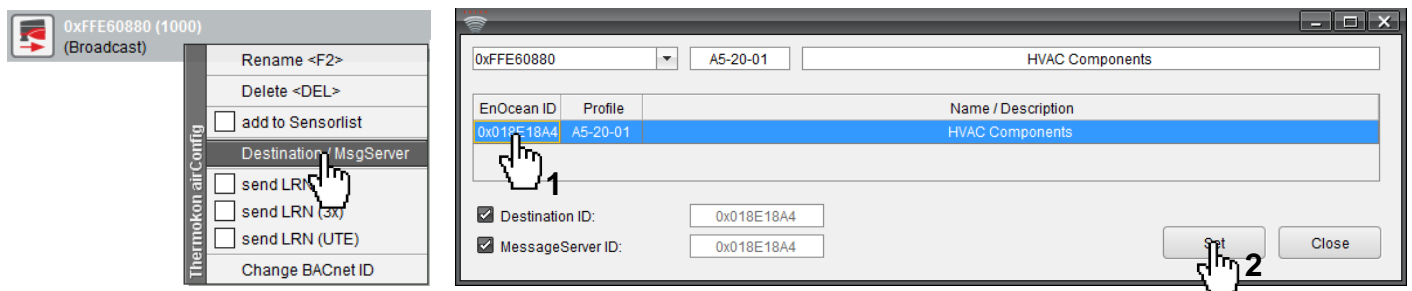 0xFFE60880 (1000)
(Broadcast)
Thermokon airConfig
Rename <F2>
Delete <DEL>
add to Sensorlist
Destination / MsgServer
send LRN
send LRN (3x)
send LRN (UTE)
Change BACnet ID
0xFFE60880 A5-20-01 HVAC Components
EnOcean ID Profile Name / Description
0x018E18A4 A5-20-01 HVAC Components
1
Destination ID: 0x018E18A4
MessageServer ID: 0x018E18A4
Set Close
2